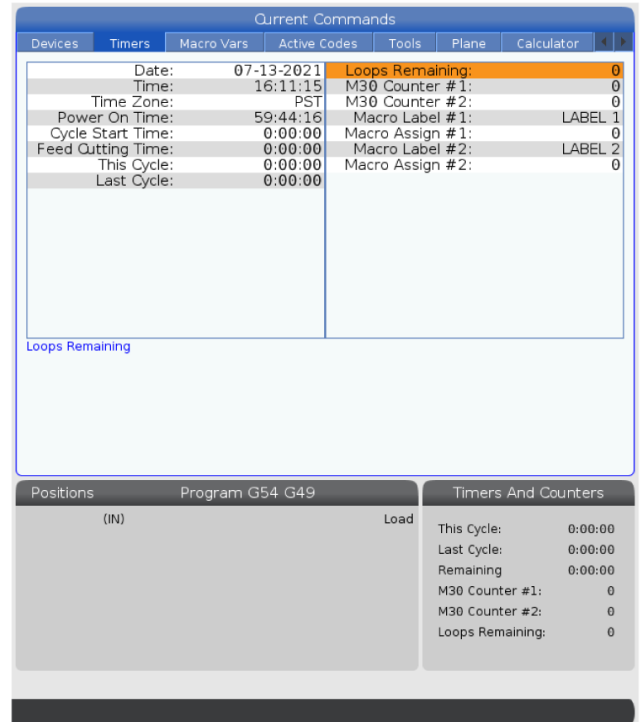 Current Commands
Devices Timers Macro Vars Active Codes Tools Plane Calculator
Date: 07-13-2021
Time: 16:11:15
Time Zone: PST
Power On Time: 59:44:16
Cycle Start Time: 0:00:00
Feed Cutting Time: 0:00:00
This Cycle: 0:00:00
Last Cycle: 0:00:00
Loops Remaining: 0
M30 Counter #1: 0
M30 Counter #2: 0
Macro Label #1: LABEL 1
Macro Assign #1: 0
Macro Label #2: LABEL 2
Macro Assign #2: 0
Loops Remaining
Positions Program G54 G49
(IN) Load
Timers And Counters
This Cycle: 0:00:00
Last Cycle: 0:00:00
Remaining 0:00:00
M30 Counter #1: 0
M30 Counter #2: 0
Loops Remaining: 0